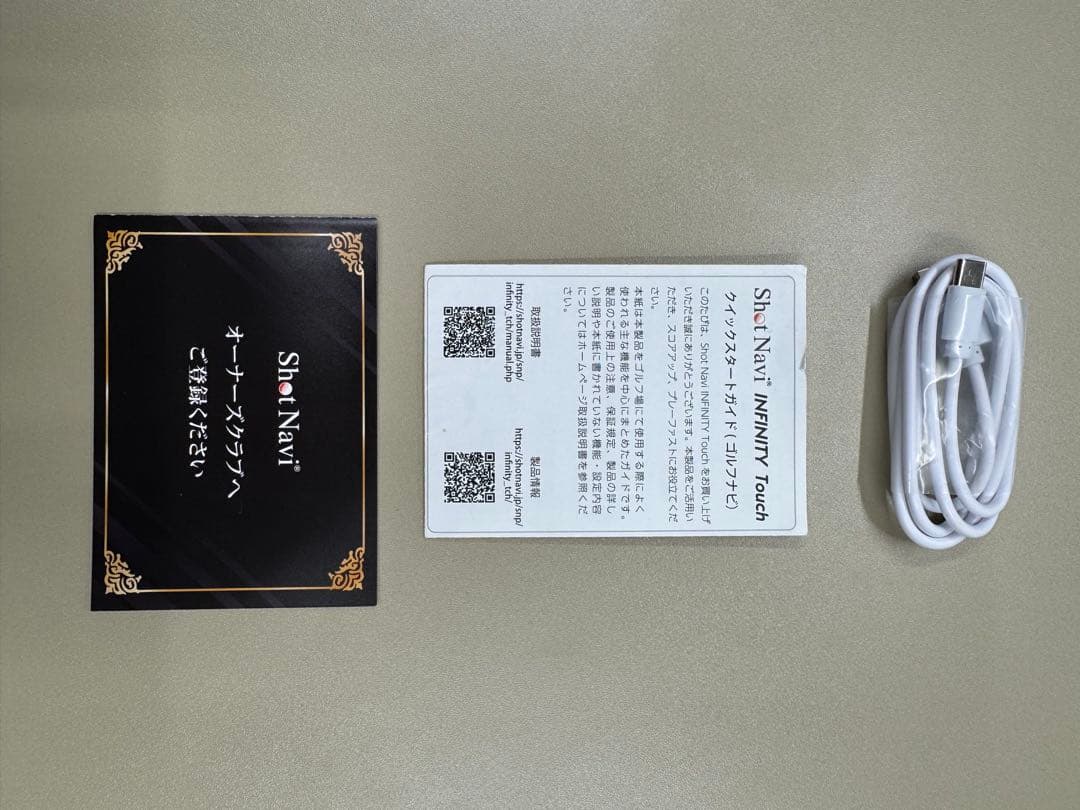 Shot Navi®
オーナーズクラブへ
ご登録ください
Shot Navi® INFINITY Touch
クイックスタートガイド(ゴルフナビ)
このたびは、Shot Navi INFINITY Touch をお買い上げ
いただき誠にありがとうございます。本製品をご活用い
ただき、スコアアップ、プレーファストにお役立てくだ
さい。
本紙は本製品をゴルフ場にて使用する際によく
使われる主な機能を中心にまとめたガイドです。
製品のご使用上の注意、保証規定、製品の詳し
い説明や本紙に書かれていない機能・設定内容
についてはホームページ取扱説明書を参照くだ
さい。
取扱説明書
https://shotnavi.jp/snp/
infinity_tch/manual.php
製品情報
https://shotnavi.jp/snp/
infinity_tch/